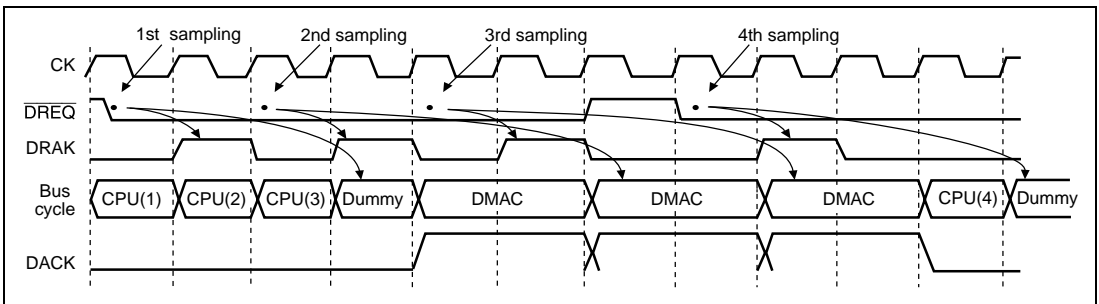 1st sampling 2nd sampling 3rd sampling 4th sampling
CK
DREQ
DRAK
Bus cycle CPU(1) CPU(2) CPU(3) Dummy DMAC DMAC DMAC CPU(4) Dummy
DACK